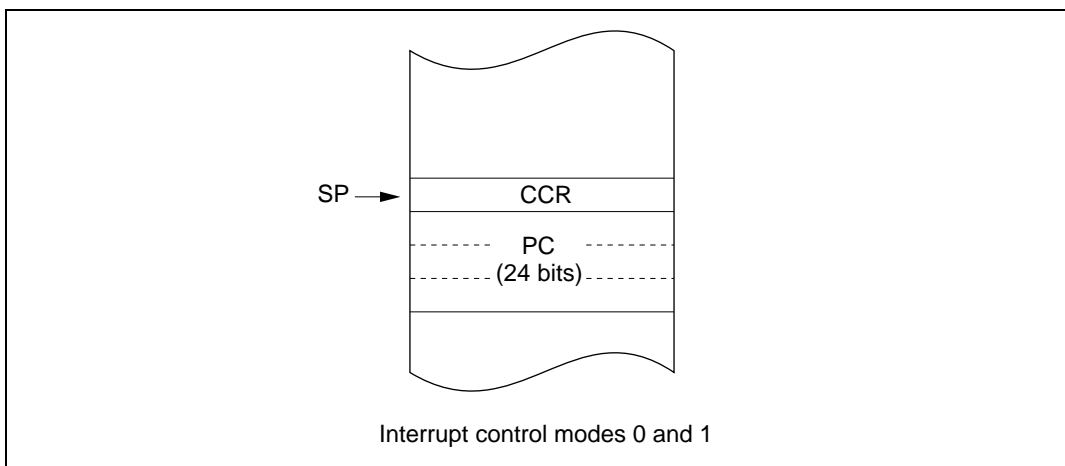 SP
CCR
PC
(24 bits)
Interrupt control modes 0 and 1